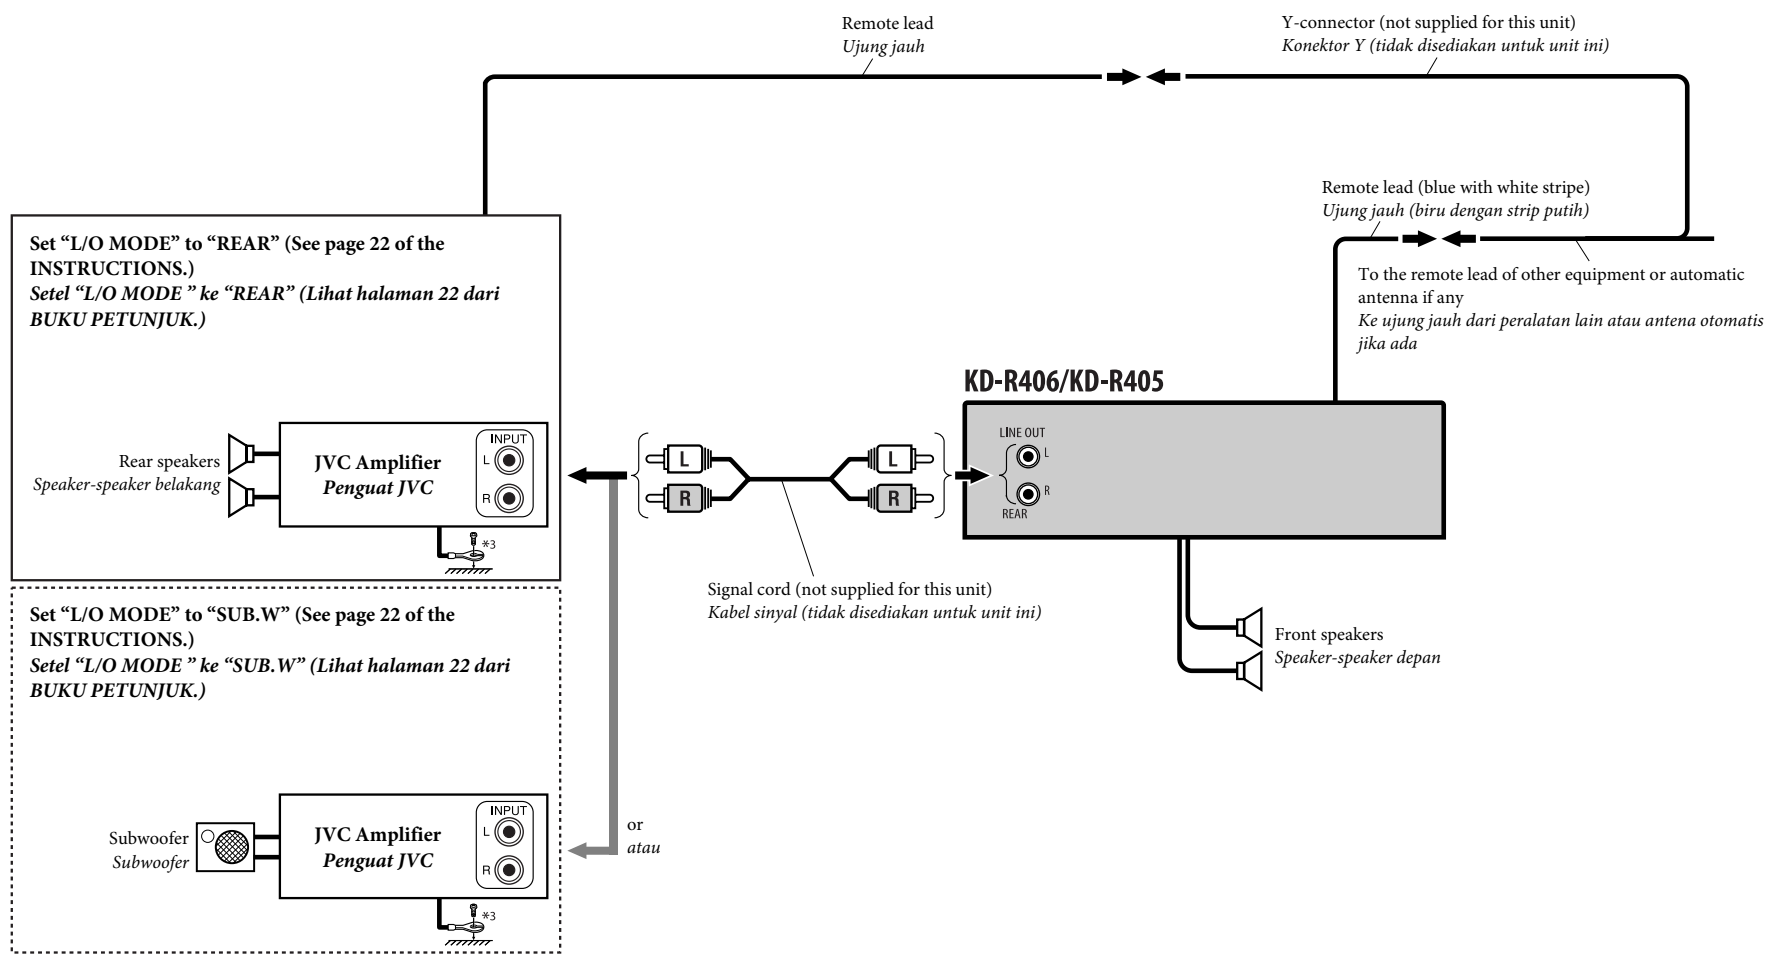 Remote lead
Ujung jauh
Y-connector (not supplied for this unit)
Konektor Y (tidak disediakan untuk unit ini)
Remote lead (blue with white stripe)
Ujung jauh (biru dengan strip putih)
To the remote lead of other equipment or automatic
antenna if any
Ke ujung jauh dari peralatan lain atau antena otomatis
jika ada
Set “L/O MODE” to “REAR” (See page 22 of the
INSTRUCTIONS.)
Setel “L/O MODE ” ke “REAR” (Lihat halaman 22 dari
BUKU PETUNJUK.)
Rear speakers
Speaker-speaker belakang
JVC Amplifier
Penguat JVC
INPUT
L
R
*3
L
R
L
R
KD-R406/KD-R405
LINE OUT
L
R
REAR
Signal cord (not supplied for this unit)
Kabel sinyal (tidak disediakan untuk unit ini)
Front speakers
Speaker-speaker depan
Set “L/O MODE” to “SUB.W” (See page 22 of the
INSTRUCTIONS.)
Setel “L/O MODE ” ke “SUB.W” (Lihat halaman 22 dari
BUKU PETUNJUK.)
Subwoofer
Subwoofer
JVC Amplifier
Penguat JVC
INPUT
L
R
*3
or
atau